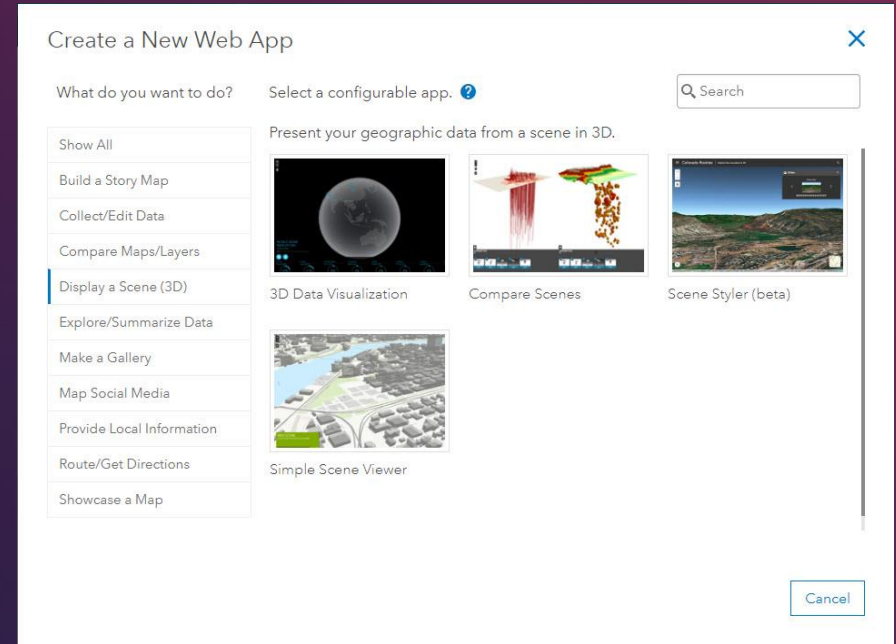 Create a New Web App
What do you want to do?
Select a configurable app.
?
Search
Show All
Build a Story Map
Collect/Edit Data
Compare Maps/Layers
Display a Scene (3D)
Explore/Summarize Data
Make a Gallery
Map Social Media
Provide Local Information
Route/Get Directions
Showcase a Map
Present your geographic data from a scene in 3D.
3D Data Visualization
Compare Scenes
Scene Styler (beta)
Simple Scene Viewer
Cancel